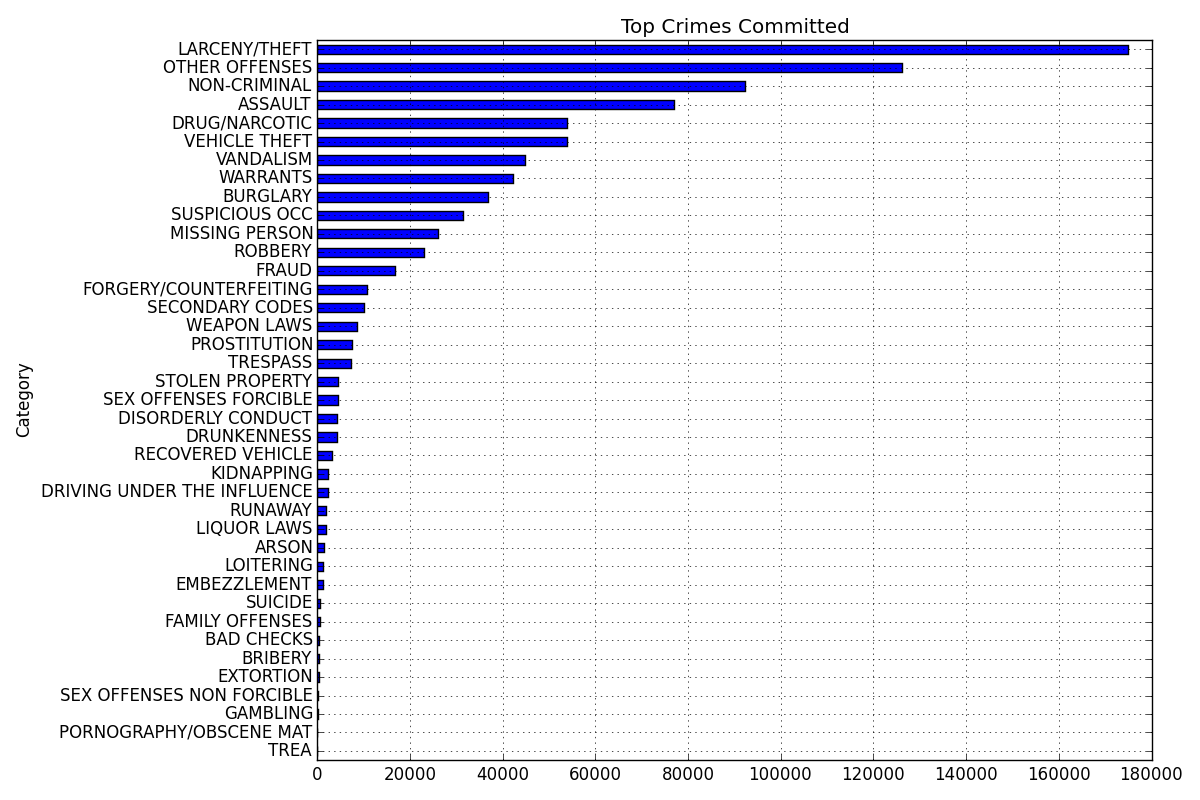 Top Crimes Committed
LARCENY/THEFT
OTHER OFFENSES
NON-CRIMINAL
ASSAULT
DRUG/NARCOTIC
VEHICLE THEFT
VANDALISM
WARRANTS
BURGLARY
SUSPICIOUS OCC
MISSING PERSON
ROBBERY
FRAUD
FORGERY/COUNTERFEITING
SECONDARY CODES
WEAPON LAWS
PROSTITUTION
TRESPASS
STOLEN PROPERTY
SEX OFFENSES FORCIBLE
DISORDERLY CONDUCT
DRUNKENNESS
RECOVERED VEHICLE
KIDNAPPING
DRIVING UNDER THE INFLUENCE
RUNAWAY
LIQUOR LAWS
ARSON
LOITERING
EMBEZZLEMENT
SUICIDE
FAMILY OFFENSES
BAD CHECKS
BRIBERY
EXTORTION
SEX OFFENSES NON FORCIBLE
GAMBLING
PORNOGRAPHY/OBSCENE MAT
TREA
Category
0 20000 40000 60000 80000 100000 120000 140000 160000 180000